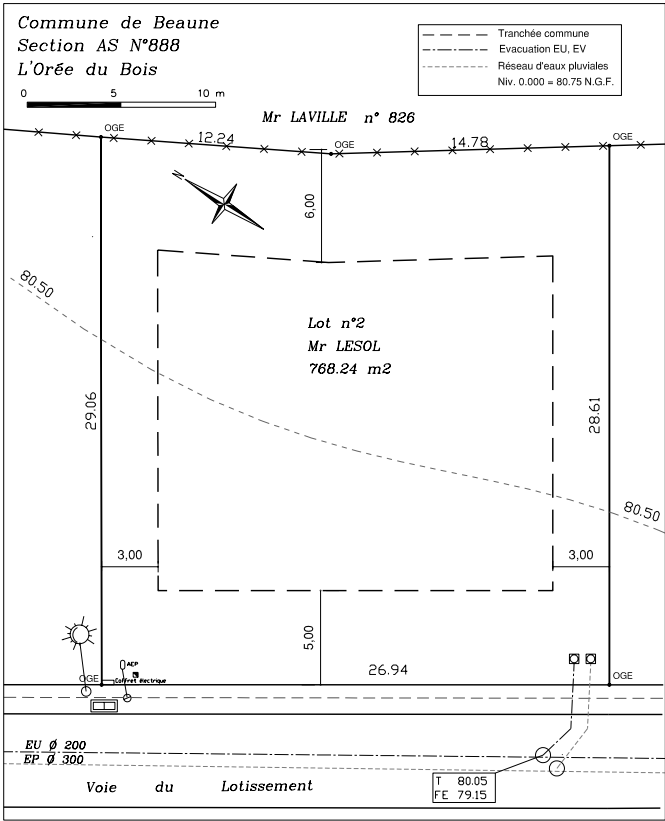 Commune de Beaune
Section AS N°888
L'Orée du Bois
0 5 10 m
Tranchée commune
Evacuation EU, EV
Réseau d'eaux pluviales
Niv. 0.000 = 80.75 N.G.F.
Mr LAVILLE n° 826
OGE
12.24
OGE
14.78
OGE
N
6,00
80.50
Lot n°2
Mr LESOL
768.24 m2
29.06
28.61
80.50
3,00
3,00
5,00
AEP
Coffret électrique
OGE
26.94
OGE
EU Ø 200
EP Ø 300
Voie du Lotissement
T 80.05
FE 79.15